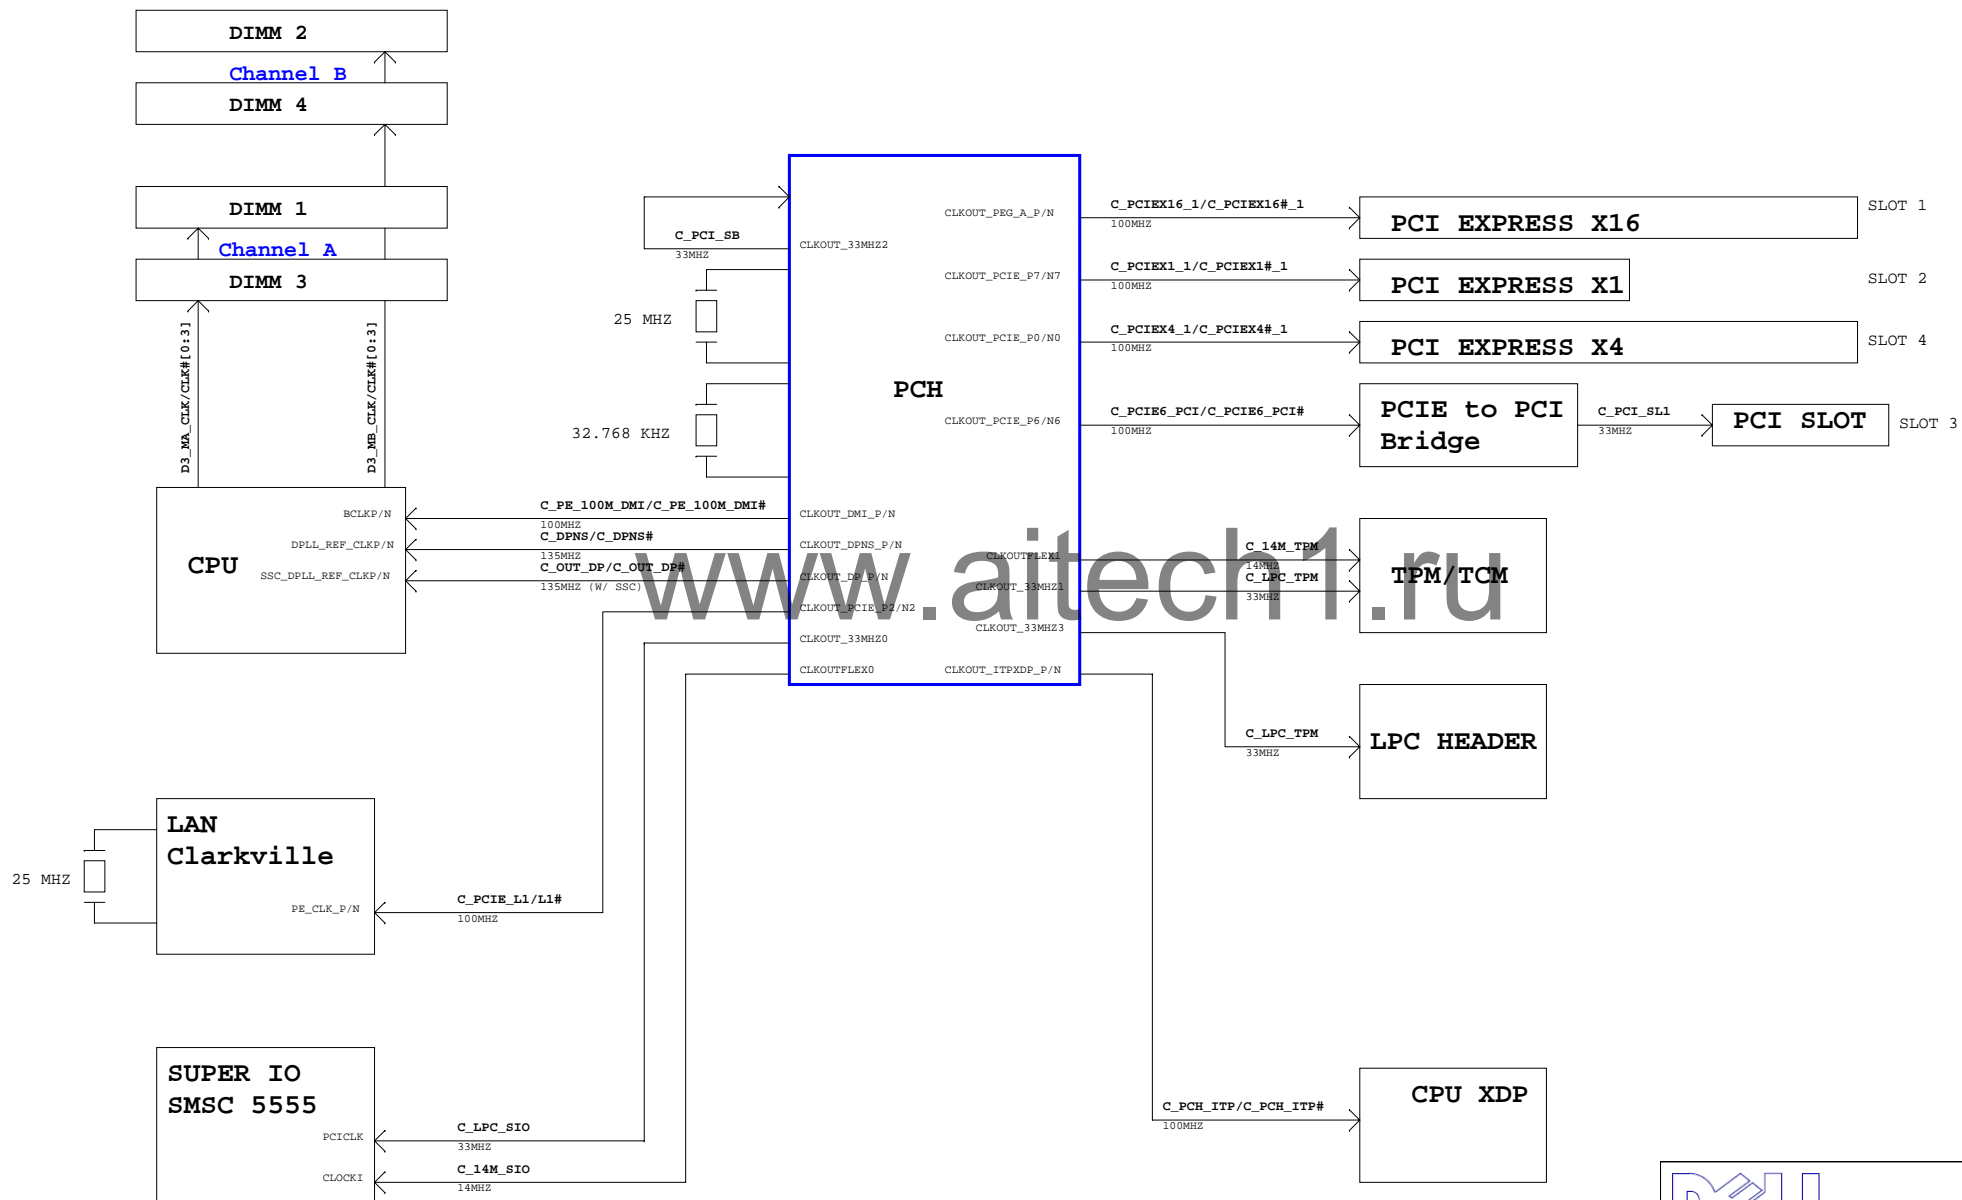 DIMM 2
Channel B
DIMM 4
DIMM 1
Channel A
DIMM 3
D3_MA_CLK/CLK#[0:3]
D3_MB_CLK/CLK#[0:3]
CPU
BCLKP/N
DPLL_REF_CLKP/N
SSC_DPLL_REF_CLKP/N
C_PE_100M_DMI/C_PE_100M_DMI#
100MHZ
C_DPNS/C_DPNS#
135MHZ
C_OUT_DP/C_OUT_DP#
135MHZ (W/ SSC)
C_PCI_SB
33MHZ
25 MHZ
32.768 KHZ
PCH
CLKOUT_33MHZ2
CLKOUT_DMI_P/N
CLKOUT_DPNS_P/N
CLKOUT_DP_P/N
CLKOUT_PCIE_P2/N2
CLKOUT_33MHZ0
CLKOUTFLEX0
CLKOUT_PEG_A_P/N
CLKOUT_PCIE_P7/N7
CLKOUT_PCIE_P0/N0
CLKOUT_PCIE_P6/N6
CLKOUTFLEX1
CLKOUT_33MHZ1
CLKOUT_33MHZ3
CLKOUT_ITPXDP_P/N
C_PCIEX16_1/C_PCIEX16#_1
100MHZ
PCI EXPRESS X16
SLOT 1
C_PCIEX1_1/C_PCIEX1#_1
100MHZ
PCI EXPRESS X1
SLOT 2
C_PCIEX4_1/C_PCIEX4#_1
100MHZ
PCI EXPRESS X4
SLOT 4
C_PCIE6_PCI/C_PCIE6_PCI#
100MHZ
PCIE to PCI
Bridge
C_PCI_SL1
33MHZ
PCI SLOT
SLOT 3
C_14M_TPM
14MHZ
C_LPC_TPM
33MHZ
TPM/TCM
www.aitech1.ru
C_LPC_TPM
33MHZ
LPC HEADER
LAN
Clarkville
25 MHZ
PE_CLK_P/N
C_PCIE_L1/L1#
100MHZ
SUPER IO
SMSC 5555
PCICLK
C_LPC_SIO
33MHZ
CLOCKI
C_14M_SIO
14MHZ
C_PCH_ITP/C_PCH_ITP#
100MHZ
CPU XDP
DELL